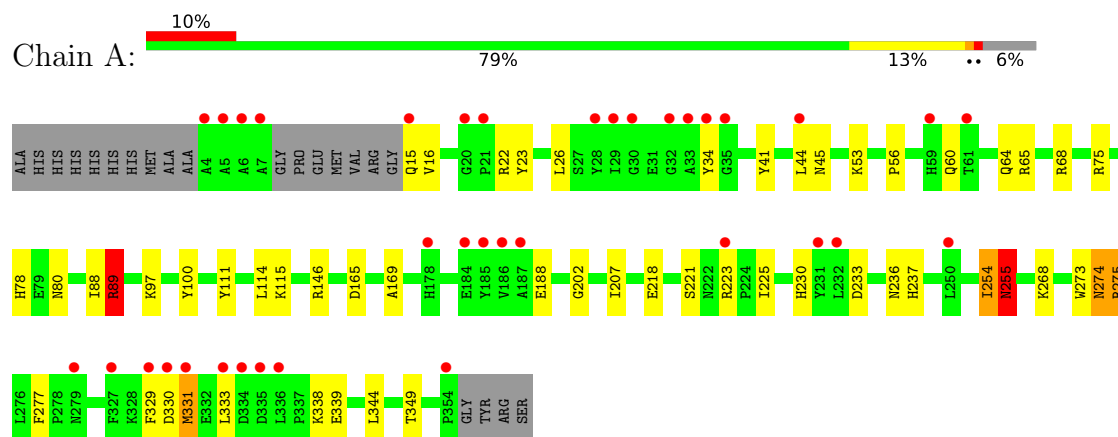 10%
Chain A:
79% 13% •• 6%
ALA HIS HIS HIS HIS HIS HIS MET ALA ALA A4 A5 A6 A7 GLY PRO GLU MET VAL ARG GLY Q15 V16 G20 P21 R22 Y23 L26 S27 Y28 I29 G30 E31 G32 A33 Y34 G35 Y41 L44 N45 K53 P56 H59 Q60 T61 Q64 R65 R68 R75
H78 E79 N80 I88 R89 K97 Y100 Y111 L114 K115 R146 D165 A169 H178 E184 Y185 V186 A187 E188 G202 I207 E218 S221 N222 R223 P224 I225 H230 Y231 L232 D233 N236 H237 L250 I254 N255 K268 W273 N274 P275
L276 F277 P278 N279 F327 K328 F329 D330 M331 E332 L333 D334 D335 L336 P337 K338 E339 L344 T349 P354 GLY TYR ARG SER